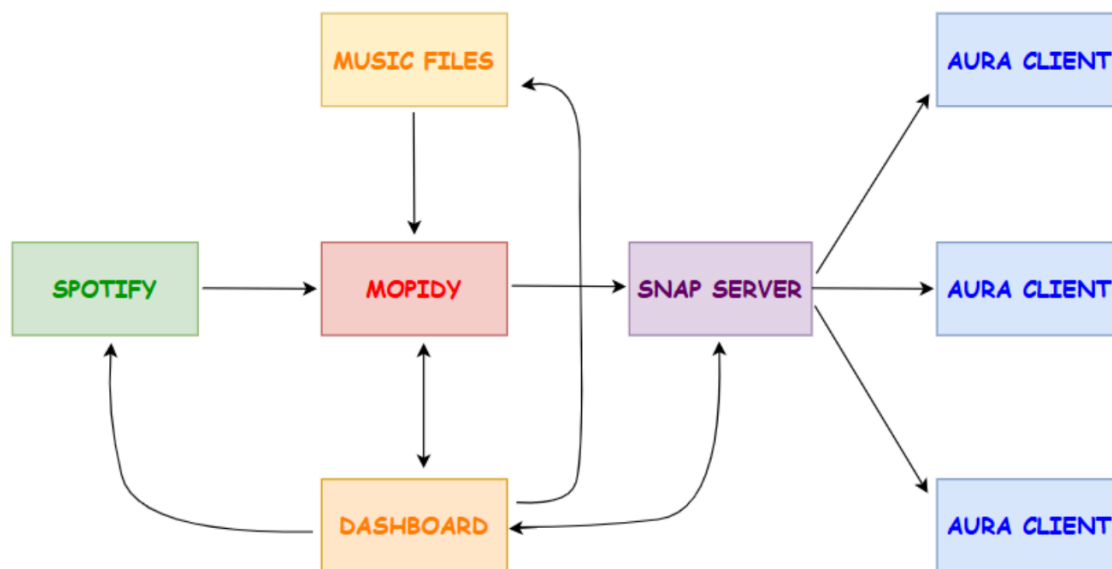 MUSIC FILES
AURA CLIENT
SPOTIFY
MOPIDY
SNAP SERVER
AURA CLIENT
DASHBOARD
AURA CLIENT